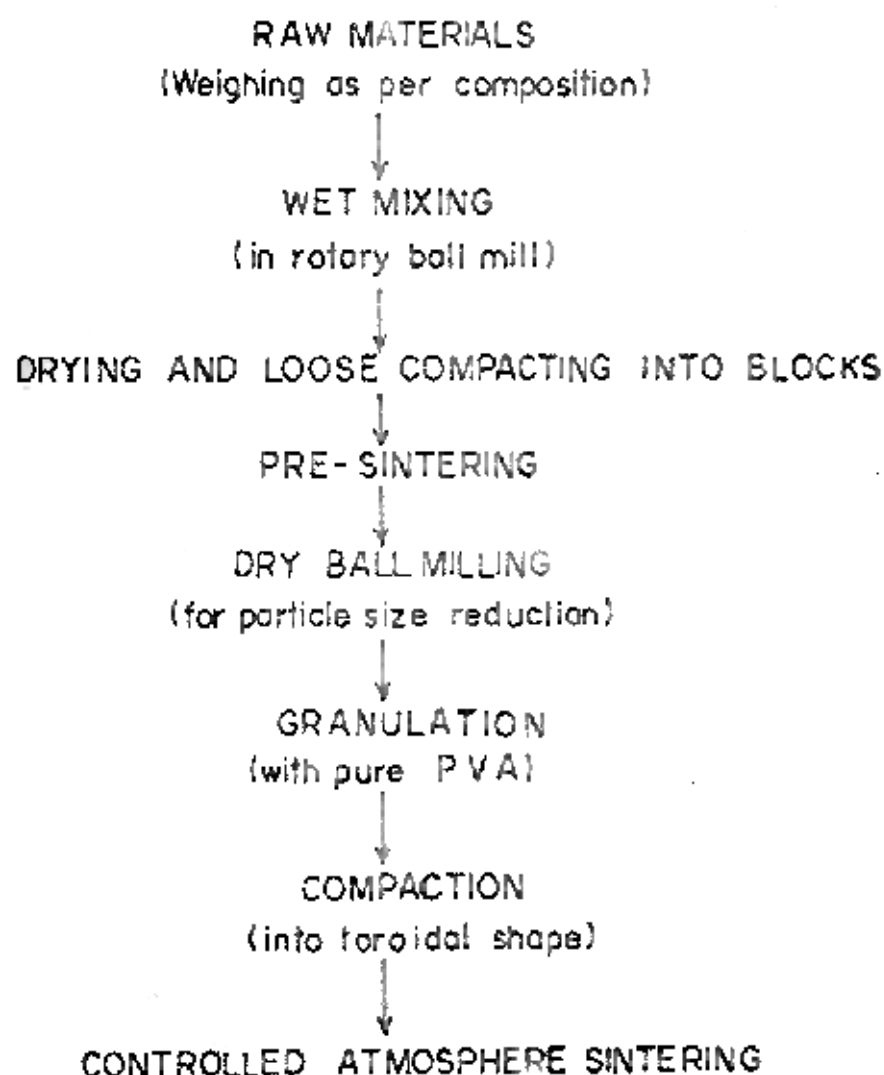 RAW MATERIALS
(Weighing as per composition)
WET MIXING
(in rotary ball mill)
DRYING AND LOOSE COMPACTING INTO BLOCKS
PRE-SINTERING
DRY BALL MILLING
(for particle size reduction)
GRANULATION
(with pure PVA)
COMPACTION
(into toroidal shape)
CONTROLLED ATMOSPHERE SINTERING